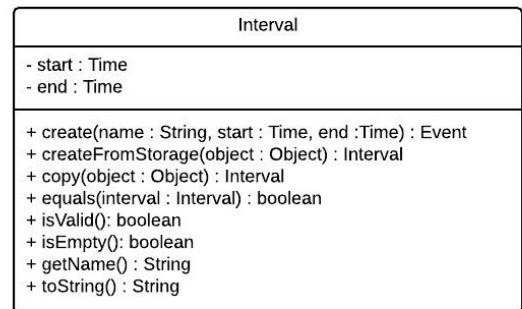 Interval
- start : Time
- end : Time
+ create(name : String, start : Time, end :Time) : Event
+ createFromStorage(object : Object) : Interval
+ copy(object : Object) : Interval
+ equals(interval : Interval) : boolean
+ isValid(): boolean
+ isEmpty(): boolean
+ getName() : String
+ toString() : String